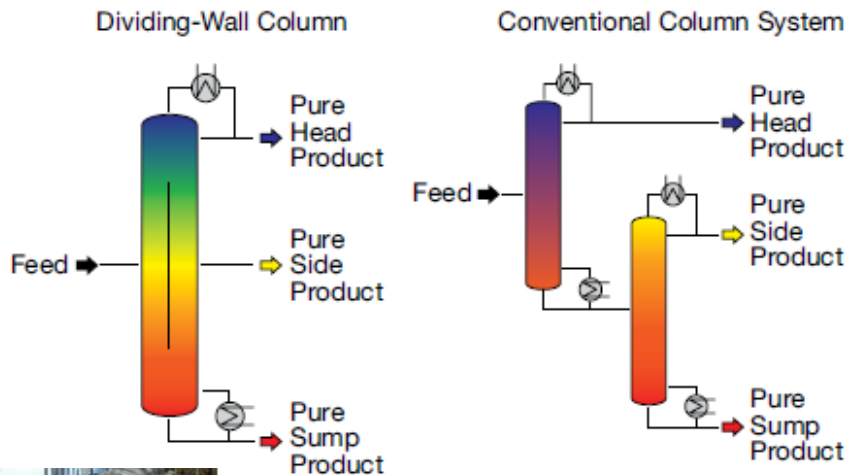 Dividing-Wall Column
Pure
Head
Product
Feed
Pure
Side
Product
Pure
Sump
Product
Conventional Column System
Pure
Head
Product
Feed
Pure
Side
Product
Pure
Sump
Product